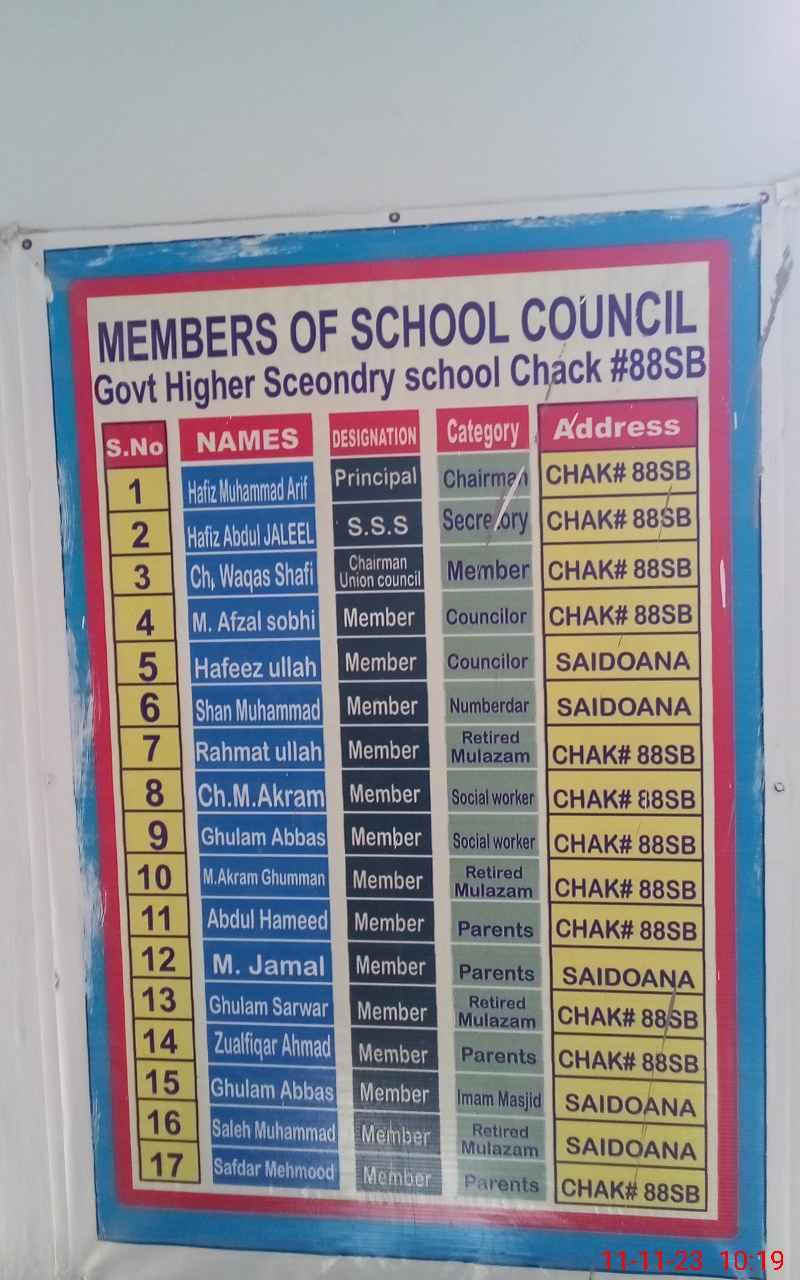 MEMBERS OF SCHOOL COUNCIL
Govt Higher Sceondry school Chack #88SB
S.No NAMES DESIGNATION Category Address
1 Hafiz Muhammad Arif Principal Chairman CHAK# 88SB
2 Hafiz Abdul JALEEL S.S.S Secretory CHAK# 88SB
3 Ch, Waqas Shafi Chairman Union council Member CHAK# 88SB
4 M. Afzal sobhi Member Councilor CHAK# 88SB
5 Hafeez ullah Member Councilor SAIDOANA
6 Shan Muhammad Member Numberdar SAIDOANA
7 Rahmat ullah Member Retired Mulazam CHAK# 88SB
8 Ch.M.Akram Member Social worker CHAK# 88SB
9 Ghulam Abbas Member Social worker CHAK# 88SB
10 M.Akram Ghumman Member Retired Mulazam CHAK# 88SB
11 Abdul Hameed Member Parents CHAK# 88SB
12 M. Jamal Member Parents SAIDOANA
13 Ghulam Sarwar Member Retired Mulazam CHAK# 88SB
14 Zualfiqar Ahmad Member Parents CHAK# 88SB
15 Ghulam Abbas Member Imam Masjid SAIDOANA
16 Saleh Muhammad Member Retired Mulazam SAIDOANA
17 Safdar Mehmood Member Parents CHAK# 88SB
11-11-23 10:19